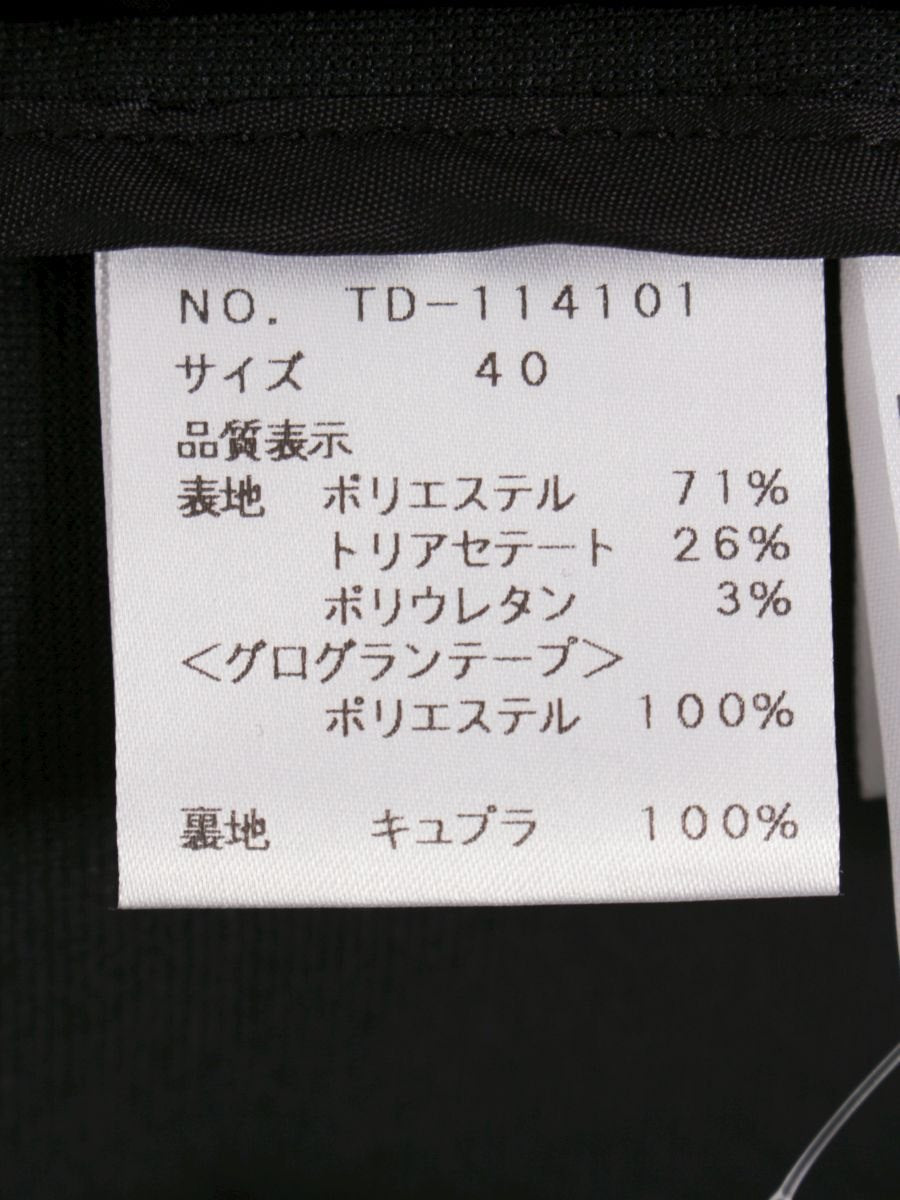 NO. TD-114101
サイズ 40
品質表示
表地 ポリエステル 71%
トリアセテート 26%
ポリウレタン 3%
<グログランテープ>
ポリエステル 100%
裏地 キュプラ 100%